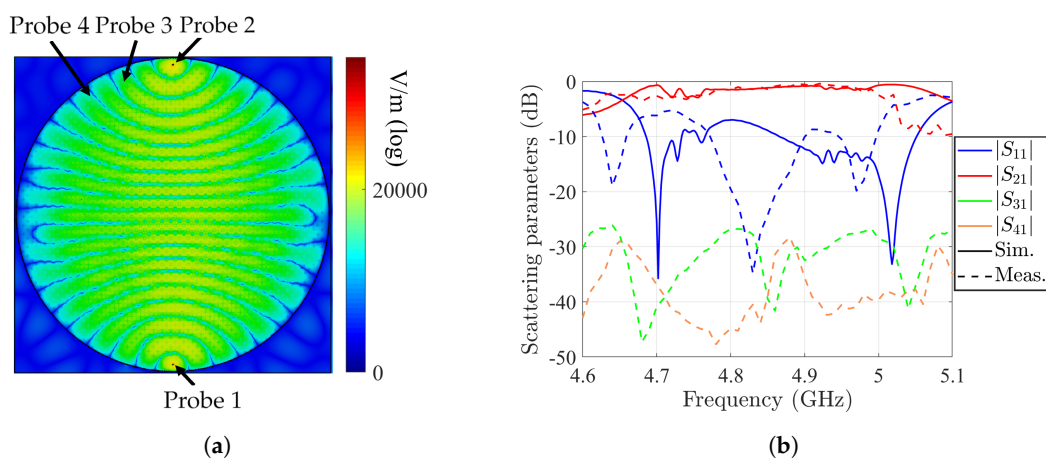 Probe 4 Probe 3 Probe 2
V/m (log)
20000
0
Probe 1
(a)
Scattering parameters (dB)
0
-10
-20
-30
-40
-50
4.6 4.7 4.8 4.9 5 5.1
Frequency (GHz)
|S11|
|S21|
|S31|
|S41|
Sim.
Meas.
(b)